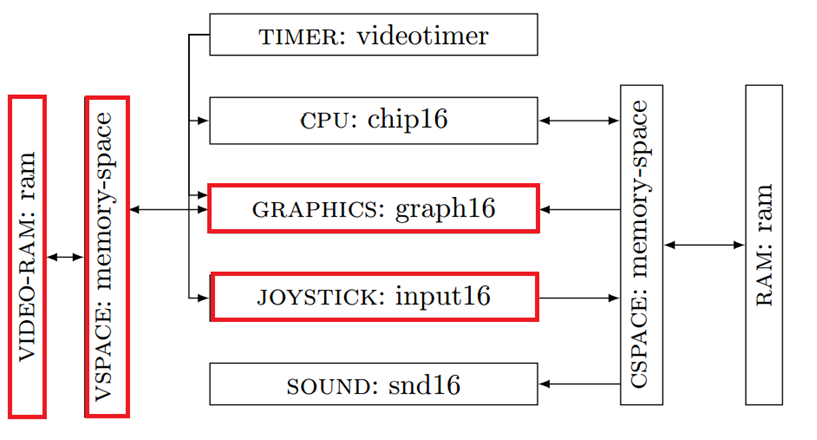 TIMER: videotimer
CPU: chip16
GRAPHICS: graph16
JOYSTICK: input16
SOUND: snd16
VIDEO-RAM: ram
VSPACE: memory-space
CSPACE: memory-space
RAM: ram